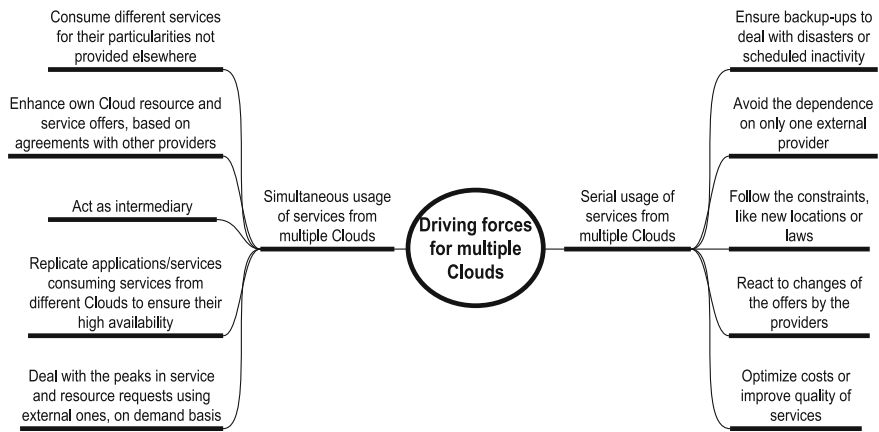 Consume different services
for their particularities not
provided elsewhere
Enhance own Cloud resource and
service offers, based on
agreements with other providers
Act as intermediary
Replicate applications/services
consuming services from
different Clouds to ensure their
high availability
Deal with the peaks in service
and resource requests using
external ones, on demand basis
Simultaneous usage
of services from
multiple Clouds
Driving forces
for multiple
Clouds
Serial usage of
services from
multiple Clouds
Ensure backup-ups to
deal with disasters or
scheduled inactivity
Avoid the dependence
on only one external
provider
Follow the constraints,
like new locations or
laws
React to changes of
the offers by the
providers
Optimize costs or
improve quality of
services